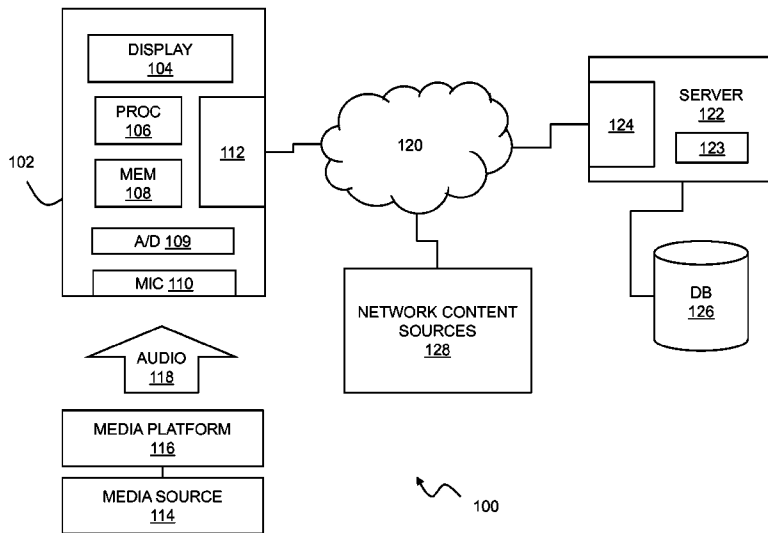 DISPLAY
104
PROC
106
112
MEM
108
102
A/D 109
MIC 110
AUDIO
118
MEDIA PLATFORM
116
MEDIA SOURCE
114
120
NETWORK CONTENT
SOURCES
128
SERVER
122
124
123
DB
126
100